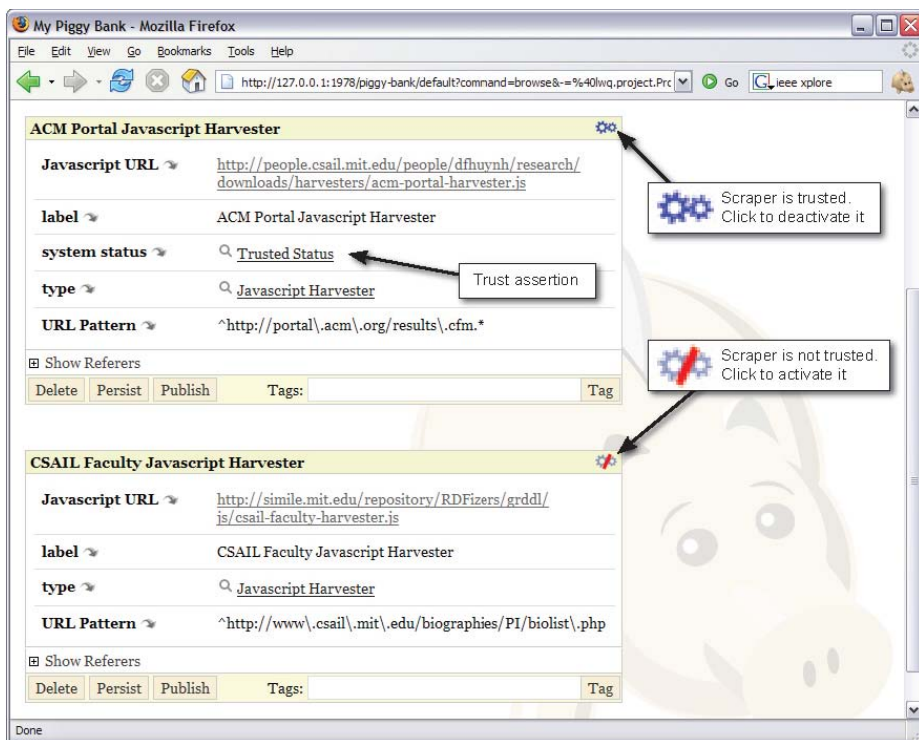 My Piggy Bank - Mozilla Firefox
File Edit View Go Bookmarks Tools Help
http://127.0.0.1:1978/piggy-bank/default?command=browse&-=%40lwq.project.Prc Go G ieee xplore
ACM Portal Javascript Harvester
Javascript URL http://people.csail.mit.edu/people/dfhuynh/research/
downloads/harvesters/acm-portal-harvester.js
Scraper is trusted.
Click to deactivate it
label ACM Portal Javascript Harvester
system status Trusted Status
Trust assertion
type Javascript Harvester
URL Pattern ^http://portal\.acm\.org/results\.cfm.*
Show Referers
Scraper is not trusted.
Click to activate it
Delete Persist Publish Tags: Tag
CSAIL Faculty Javascript Harvester
Javascript URL http://simile.mit.edu/repository/RDFizers/grddl/
js/csail-faculty-harvester.js
label CSAIL Faculty Javascript Harvester
type Javascript Harvester
URL Pattern ^http://www\.csail\.mit\.edu/biographies/PI/biolist\.php
Show Referers
Delete Persist Publish Tags: Tag
Done